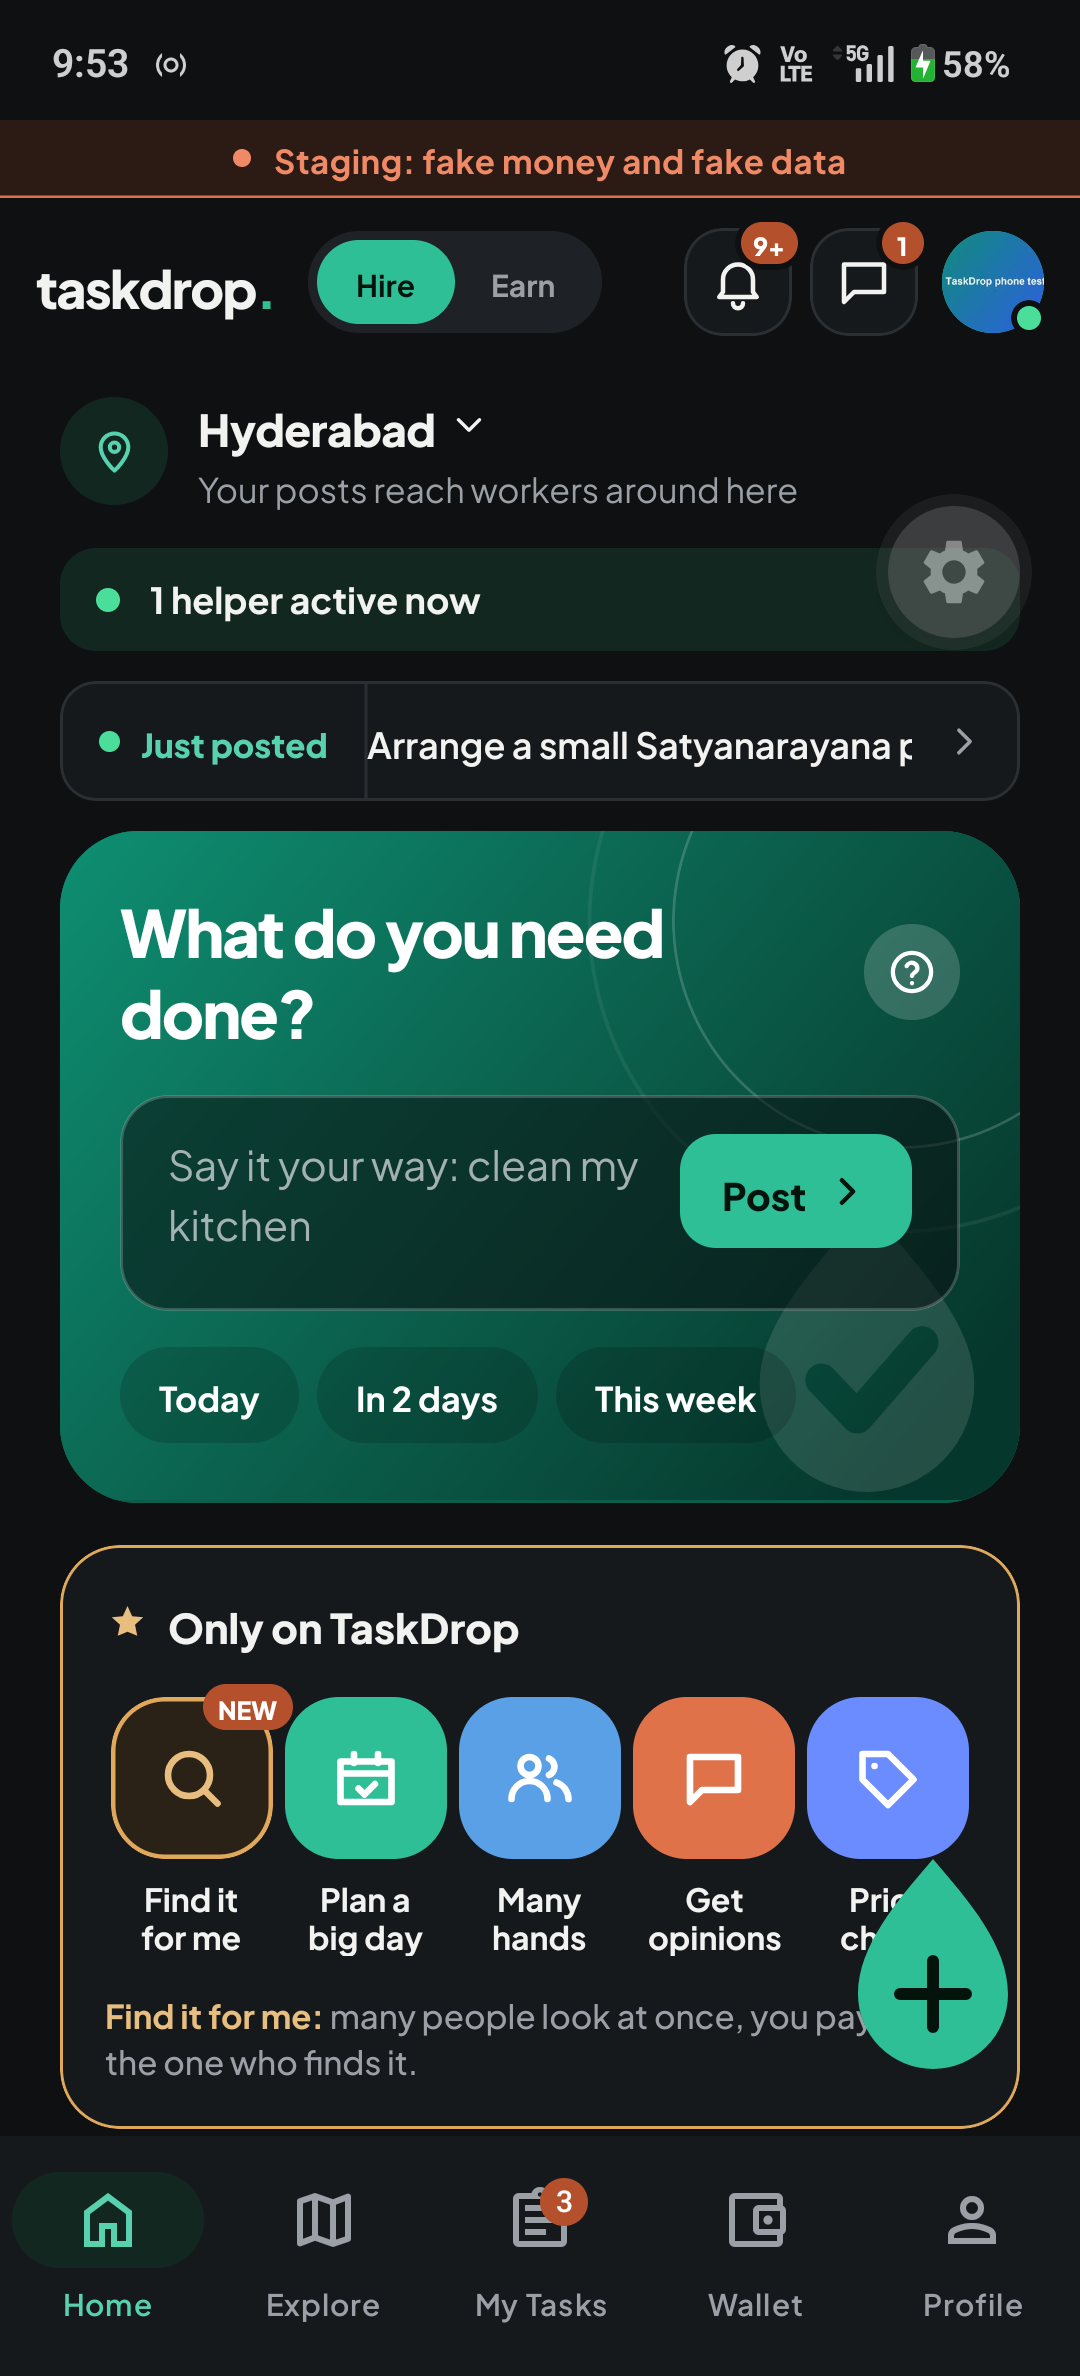 9:53
Vo LTE 5G 58%
Staging: fake money and fake data
taskdrop.
Hire
Earn
9+
1
TaskDrop phone
Hyderabad
Your posts reach workers around here
1 helper active now
Just posted
Arrange a small Satyanarayana
What do you need
done?
Say it your way: clean my
kitchen
Post
Today
In 2 days
This week
Only on TaskDrop
NEW
Find it
for me
Plan a
big day
Many
hands
Get
opinions
Find it for me: many people look at once, you pay
the one who finds it.
3
Home
Explore
My Tasks
Wallet
Profile